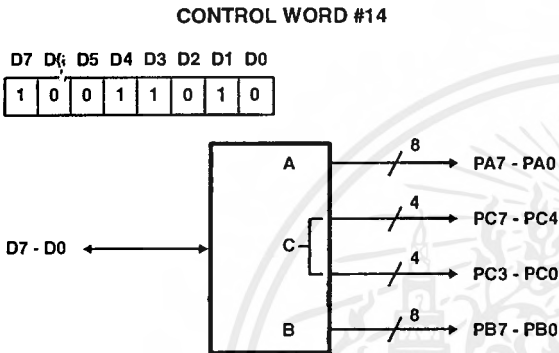 CONTROL WORD #14
D7 D6 D5 D4 D3 D2 D1 D0
1 0 0 1 1 0 1 0
8
A PA7 - PA0
4
PC7 - PC4
D7 - D0 C
4
PC3 - PC0
8
B PB7 - PB0